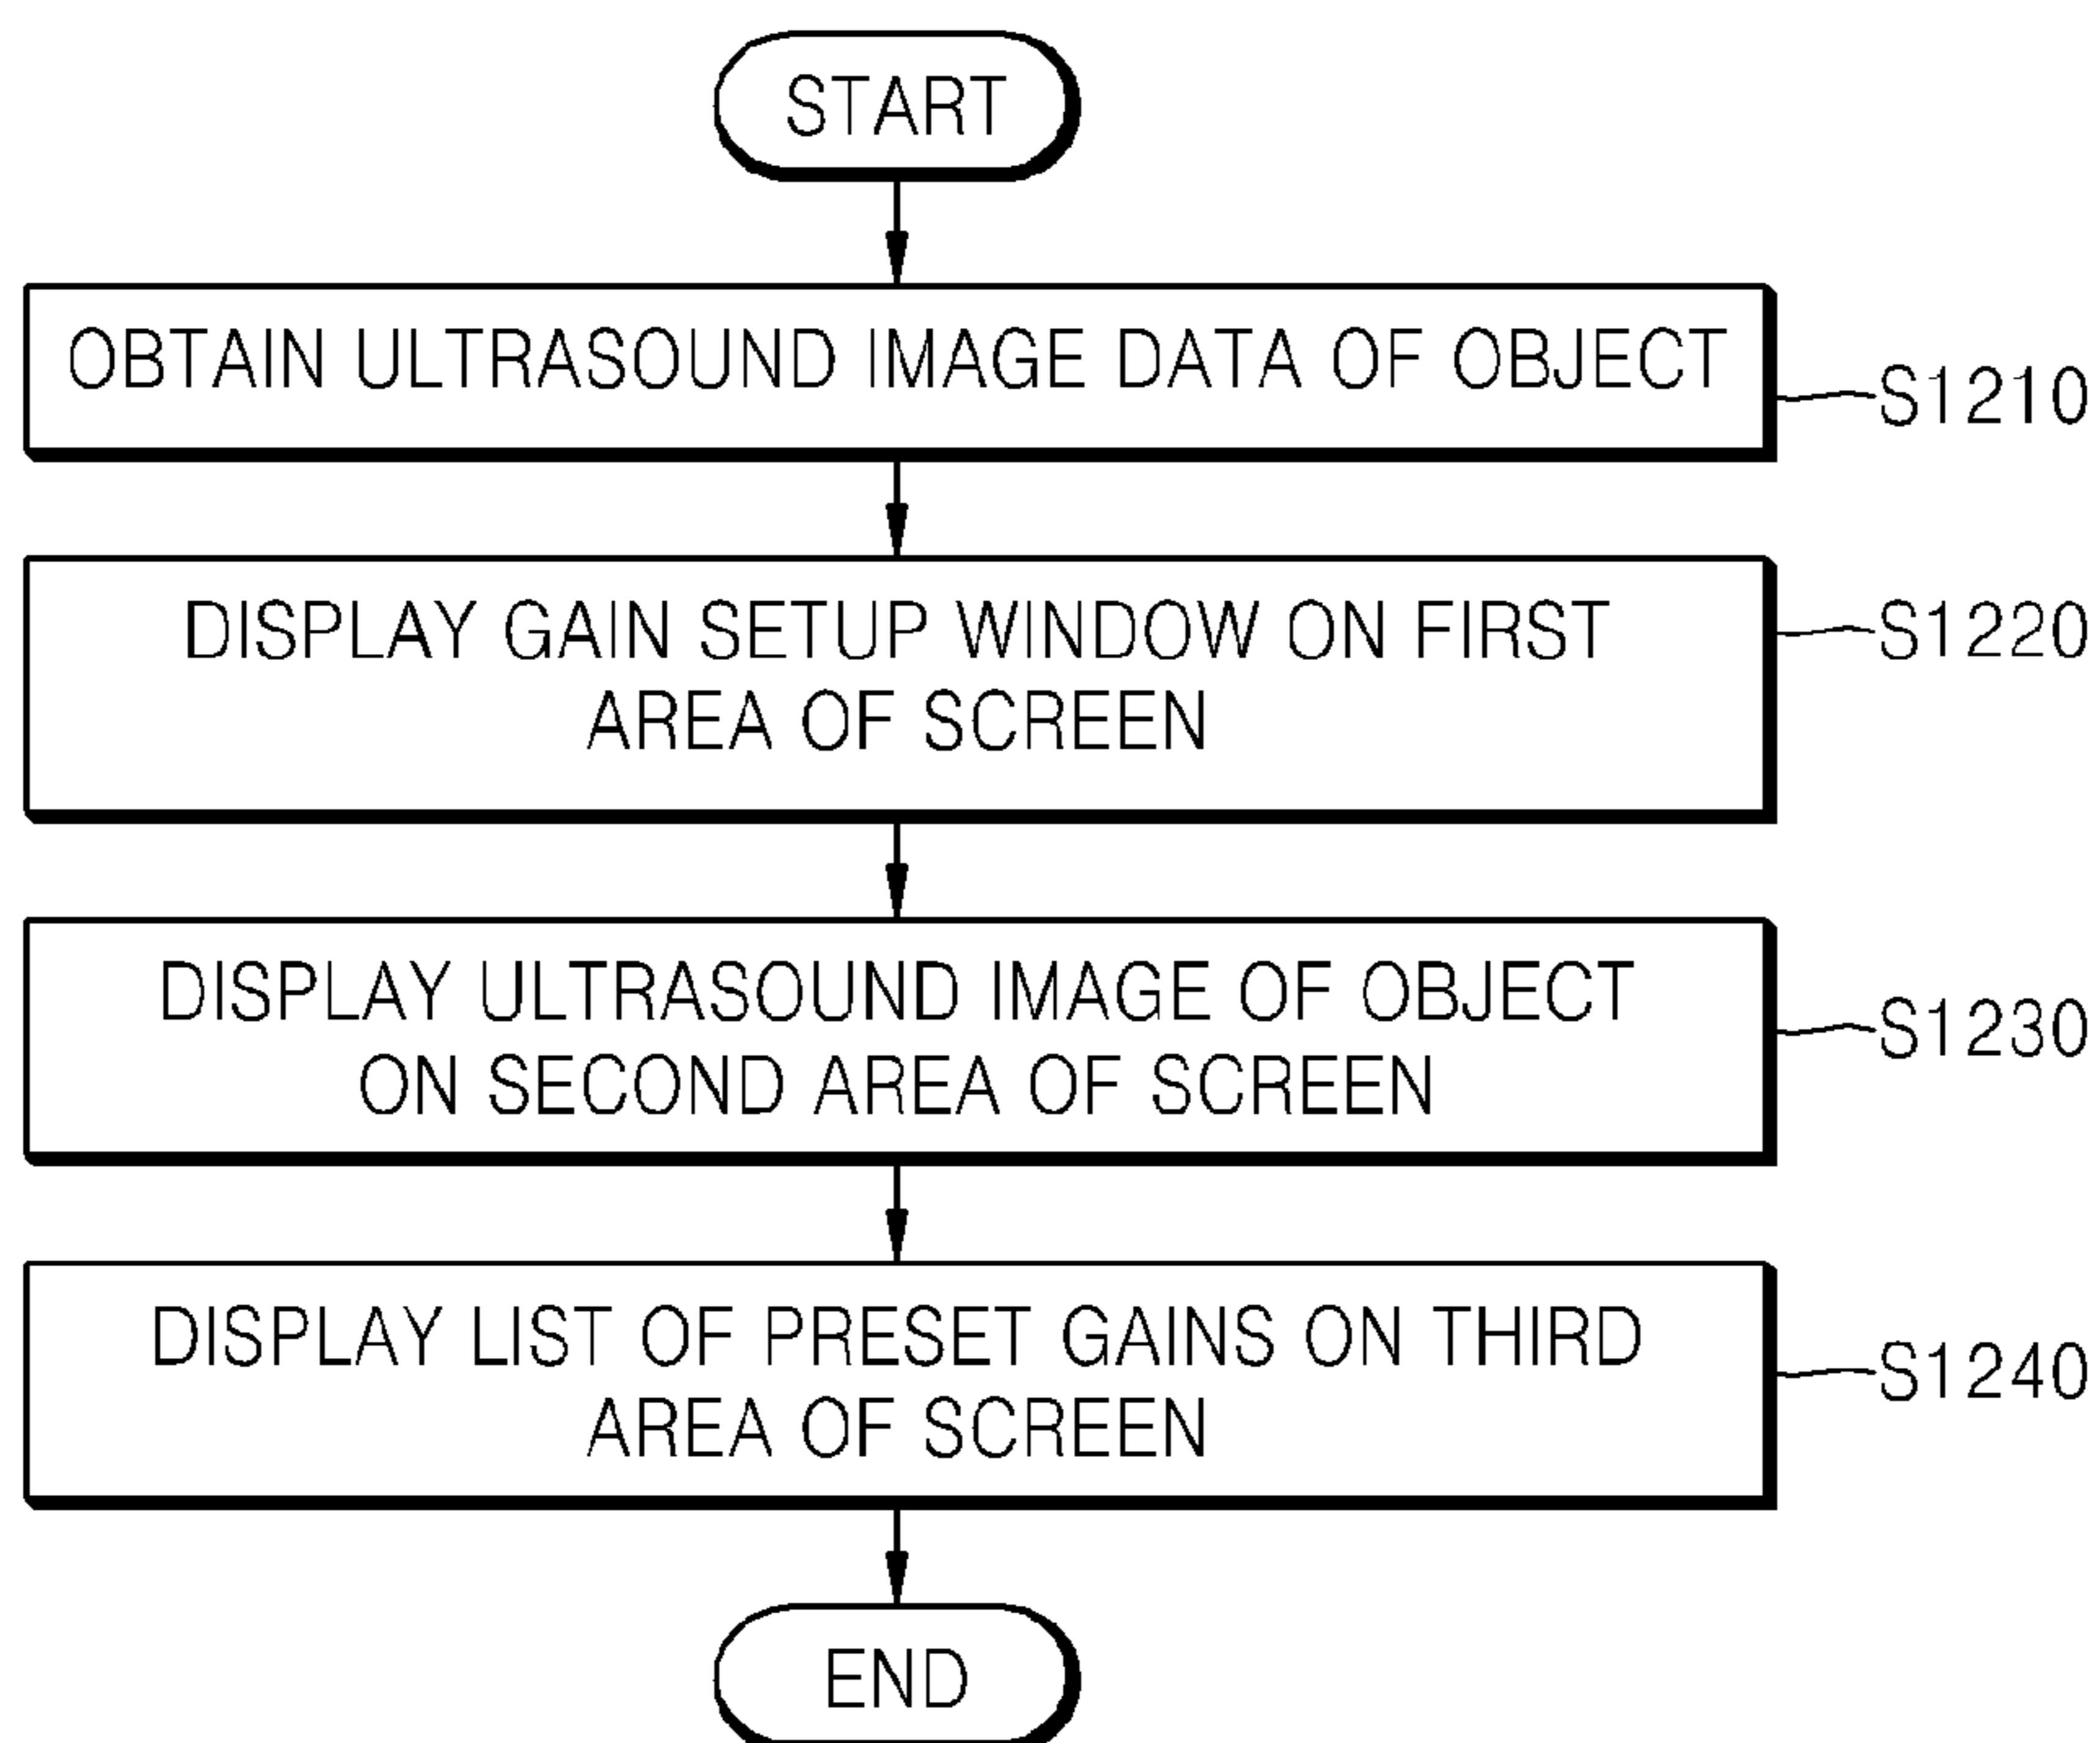 START
OBTAIN ULTRASOUND IMAGE DATA OF OBJECT
S1210
DISPLAY GAIN SETUP WINDOW ON FIRST
AREA OF SCREEN
S1220
DISPLAY ULTRASOUND IMAGE OF OBJECT
ON SECOND AREA OF SCREEN
S1230
DISPLAY LIST OF PRESET GAINS ON THIRD
AREA OF SCREEN
S1240
END